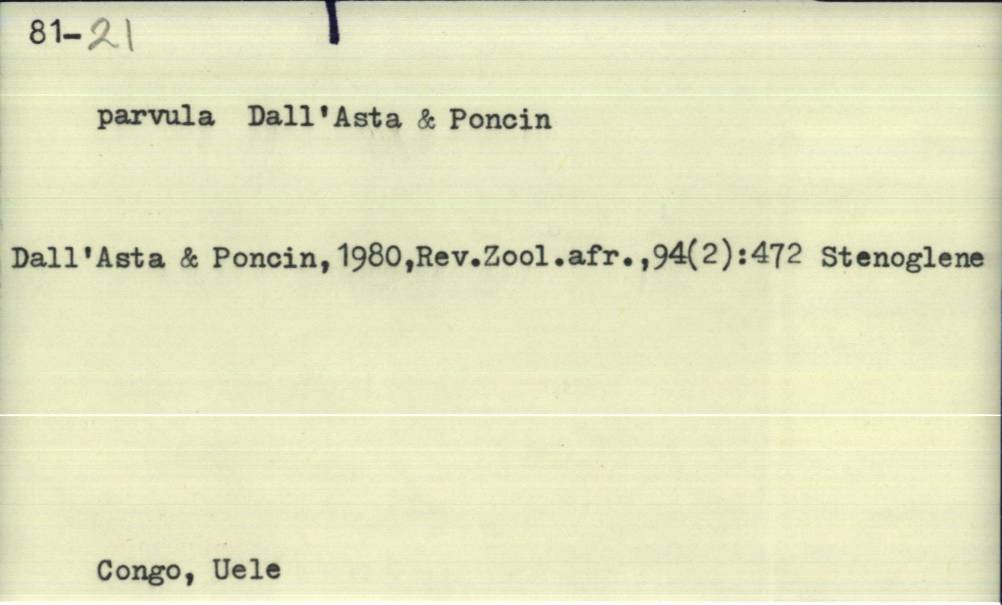 81-21
parvula Dall'Asta & Poncin
Dall'Asta & Poncin, 1980,Rev.Zool.afr.,94(2):472 Stenoglene
Congo, Uele